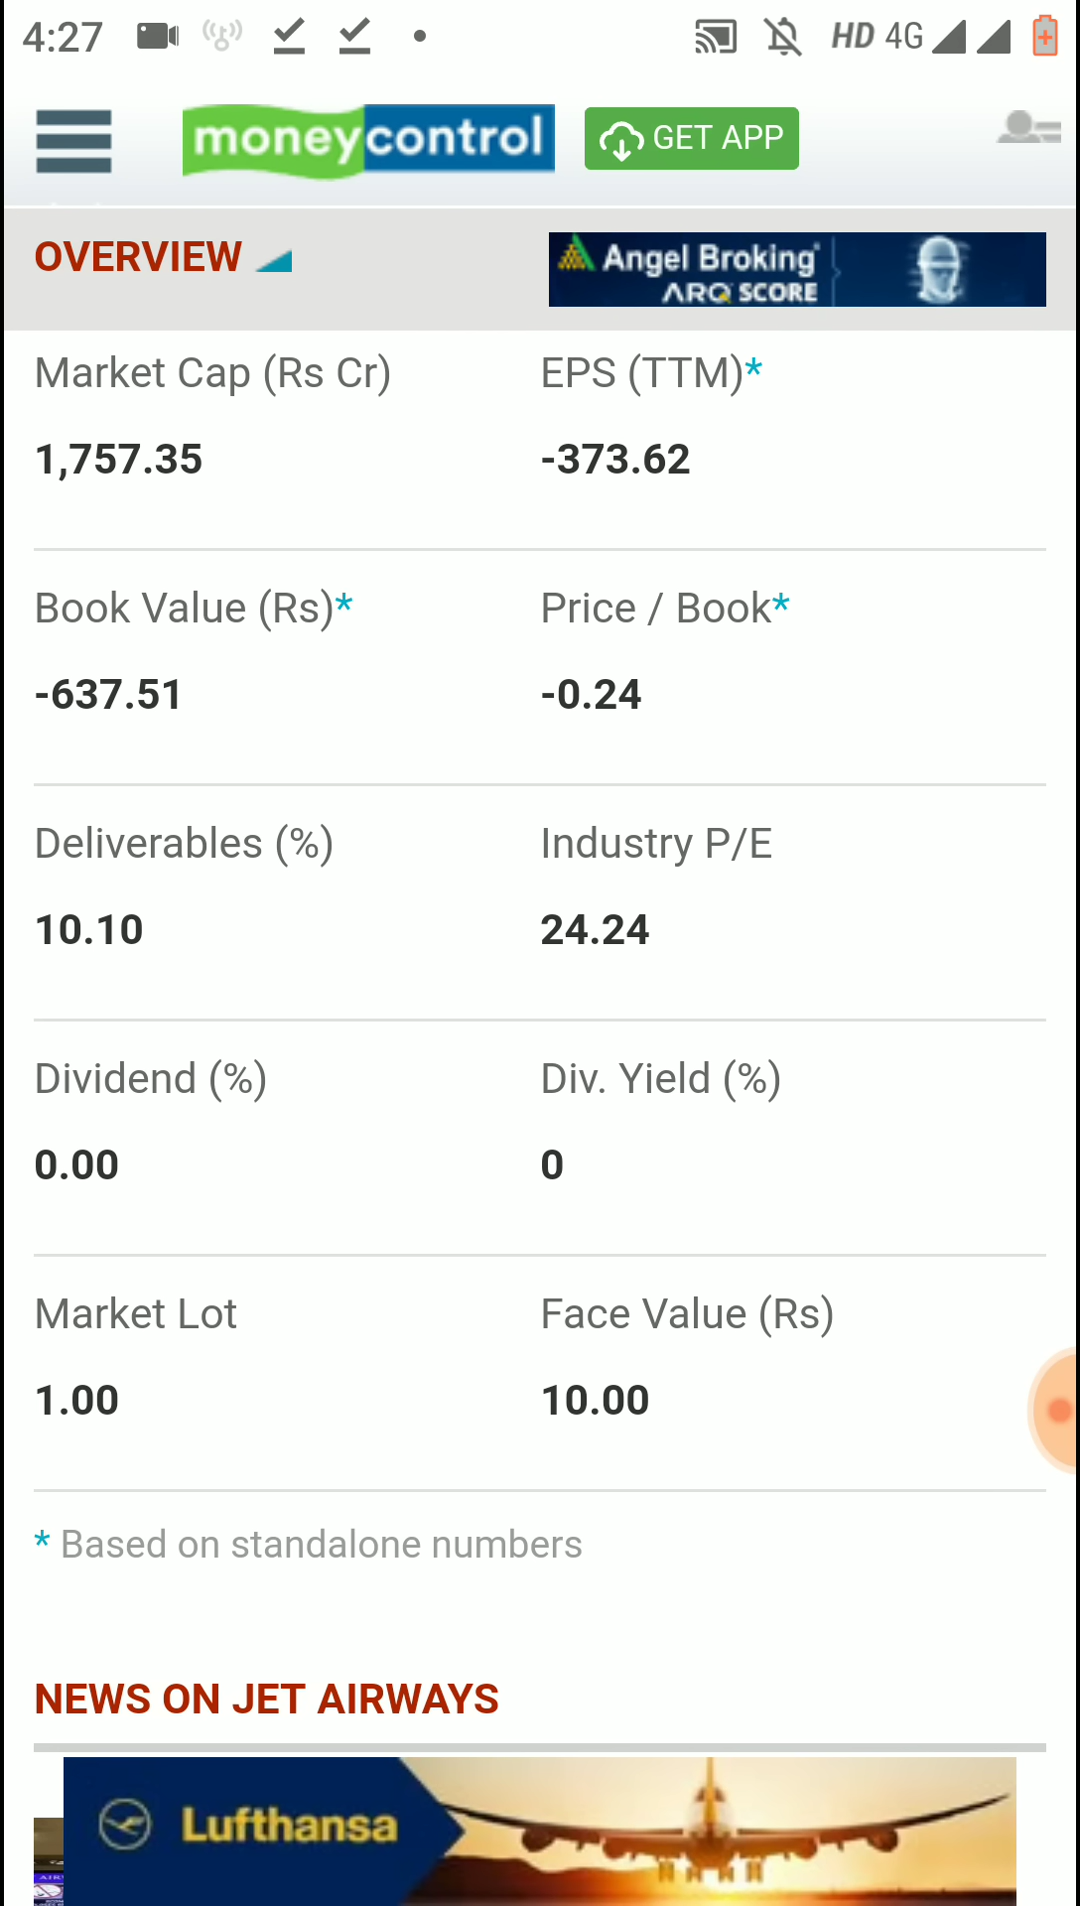 4:27 HD 4G
moneycontrol GET APP
OVERVIEW
Angel Broking
ARQ SCORE
Market Cap (Rs Cr) EPS (TTM)*
1,757.35 -373.62
Book Value (Rs)* Price / Book*
-637.51 -0.24
Deliverables (%) Industry P/E
10.10 24.24
Dividend (%) Div. Yield (%)
0.00 0
Market Lot Face Value (Rs)
1.00 10.00
* Based on standalone numbers
NEWS ON JET AIRWAYS
Lufthansa